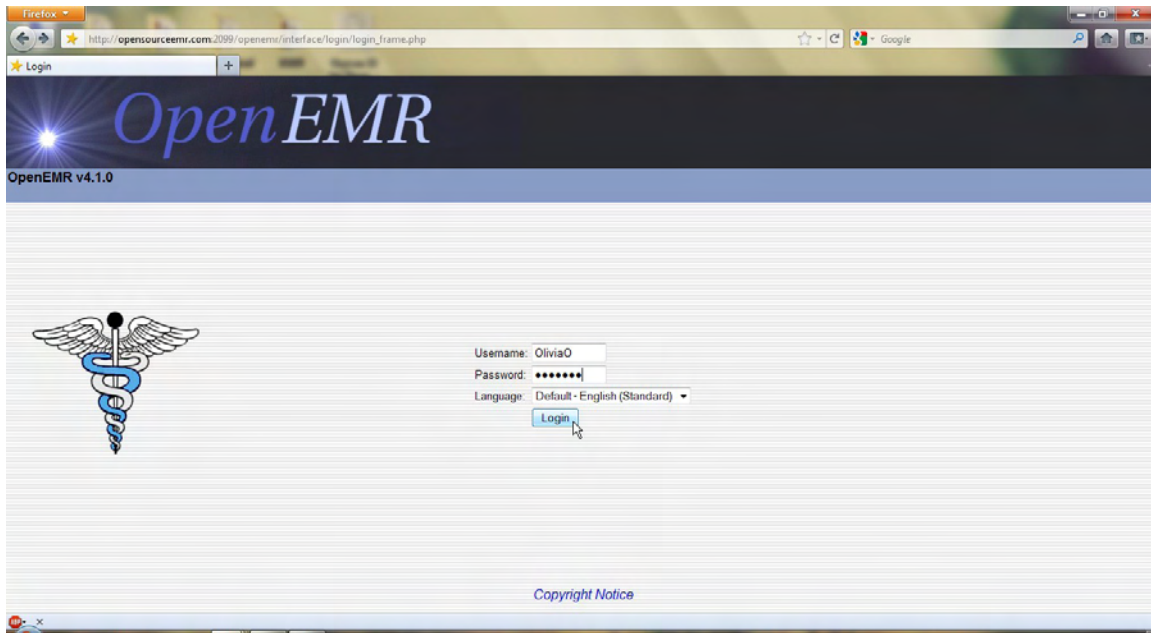 Firefox
http://opensourceemr.com:2099/openemr/interface/login/login_frame.php
Google
Login
OpenEMR
OpenEMR v4.1.0
Username: OliviaO
Password: •••••••
Language: Default - English (Standard)
Login
Copyright Notice
ABP